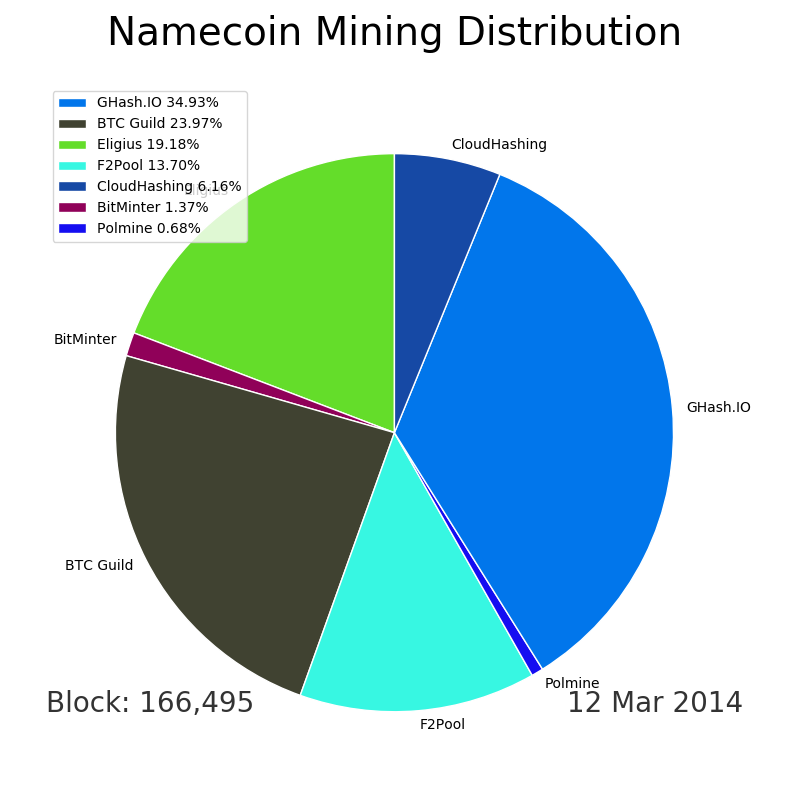 Namecoin Mining Distribution
GHash.IO 34.93%
BTC Guild 23.97%
Eligius 19.18%
F2Pool 13.70%
CloudHashing 6.16%
BitMinter 1.37%
Polmine 0.68%
CloudHashing
Eligius
BitMinter
GHash.IO
BTC Guild
Polmine
Block: 166,495
12 Mar 2014
F2Pool